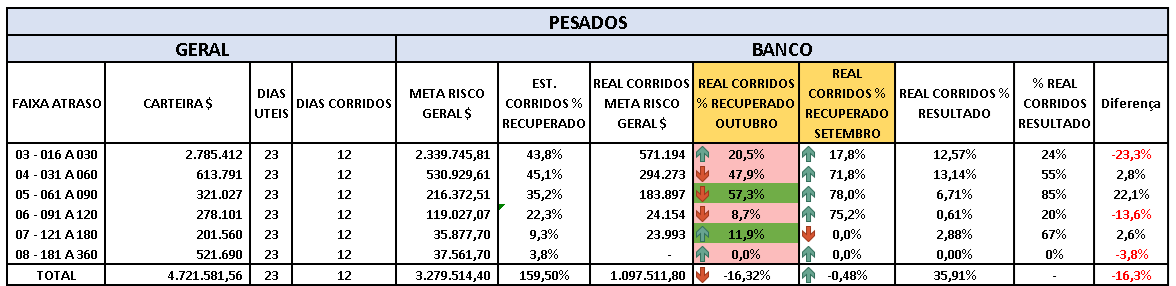 PESADOS
GERAL BANCO
FAIXA ATRASO CARTEIRA $ DIAS UTEIS DIAS CORRIDOS META RISCO GERAL $ EST. CORRIDOS % RECUPERADO REAL CORRIDOS META RISCO GERAL $ REAL CORRIDOS % RECUPERADO OUTUBRO REAL CORRIDOS % RECUPERADO SETEMBRO REAL CORRIDOS % RESULTADO % REAL CORRIDOS RESULTADO Diferença
03 - 016 A 030 2.785.412 23 12 2.339.745,81 43,8% 571.194 20,5% 17,8% 12,57% 24% -23,3%
04 - 031 A 060 613.791 23 12 530.929,61 45,1% 294.273 47,9% 71,8% 13,14% 55% 2,8%
05 - 061 A 090 321.027 23 12 216.372,51 35,2% 183.897 57,3% 78,0% 6,71% 85% 22,1%
06 - 091 A 120 278.101 23 12 119.027,07 22,3% 24.154 8,7% 75,2% 0,61% 20% -13,6%
07 - 121 A 180 201.560 23 12 35.877,70 9,3% 23.993 11,9% 0,0% 2,88% 67% 2,6%
08 - 181 A 360 521.690 23 12 37.561,70 3,8% - 0,0% 0,0% 0,00% 0% -3,8%
TOTAL 4.721.581,56 23 12 3.279.514,40 159,50% 1.097.511,80 -16,32% -0,48% 35,91% - -16,3%